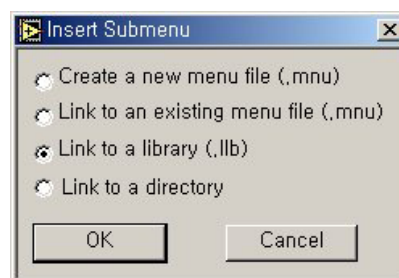 Insert Submenu
Create a new menu file (.mnu)
Link to an existing menu file (.mnu)
Link to a library (.llb)
Link to a directory
OK Cancel